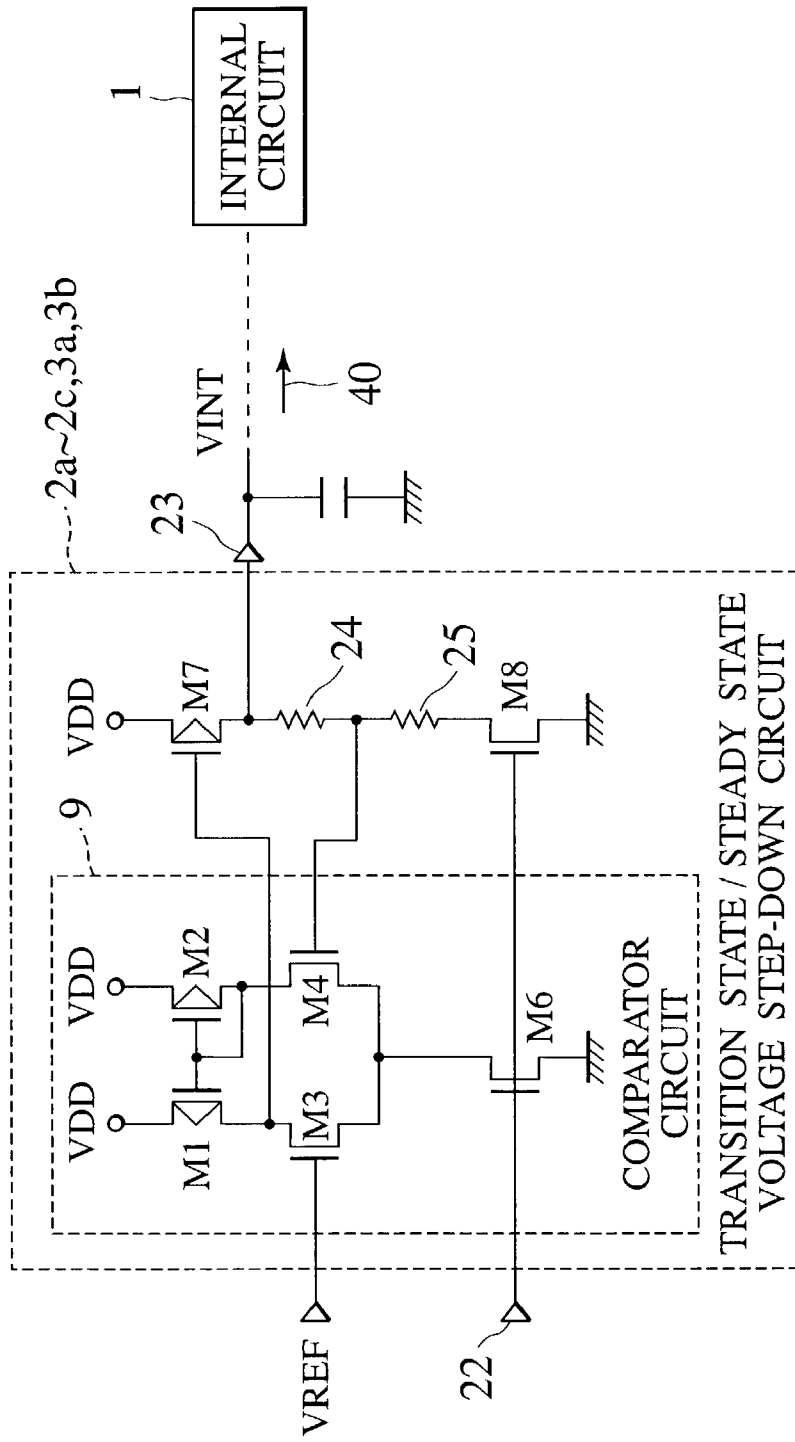 2a~2c,3a,3b
9
VDD
VDD
VDD
M1
M2
M7
23
VINT
1
INTERNAL
CIRCUIT
40
24
VREF
M3
M4
25
M6
M8
22
COMPARATOR
CIRCUIT
TRANSITION STATE / STEADY STATE
VOLTAGE STEP-DOWN CIRCUIT